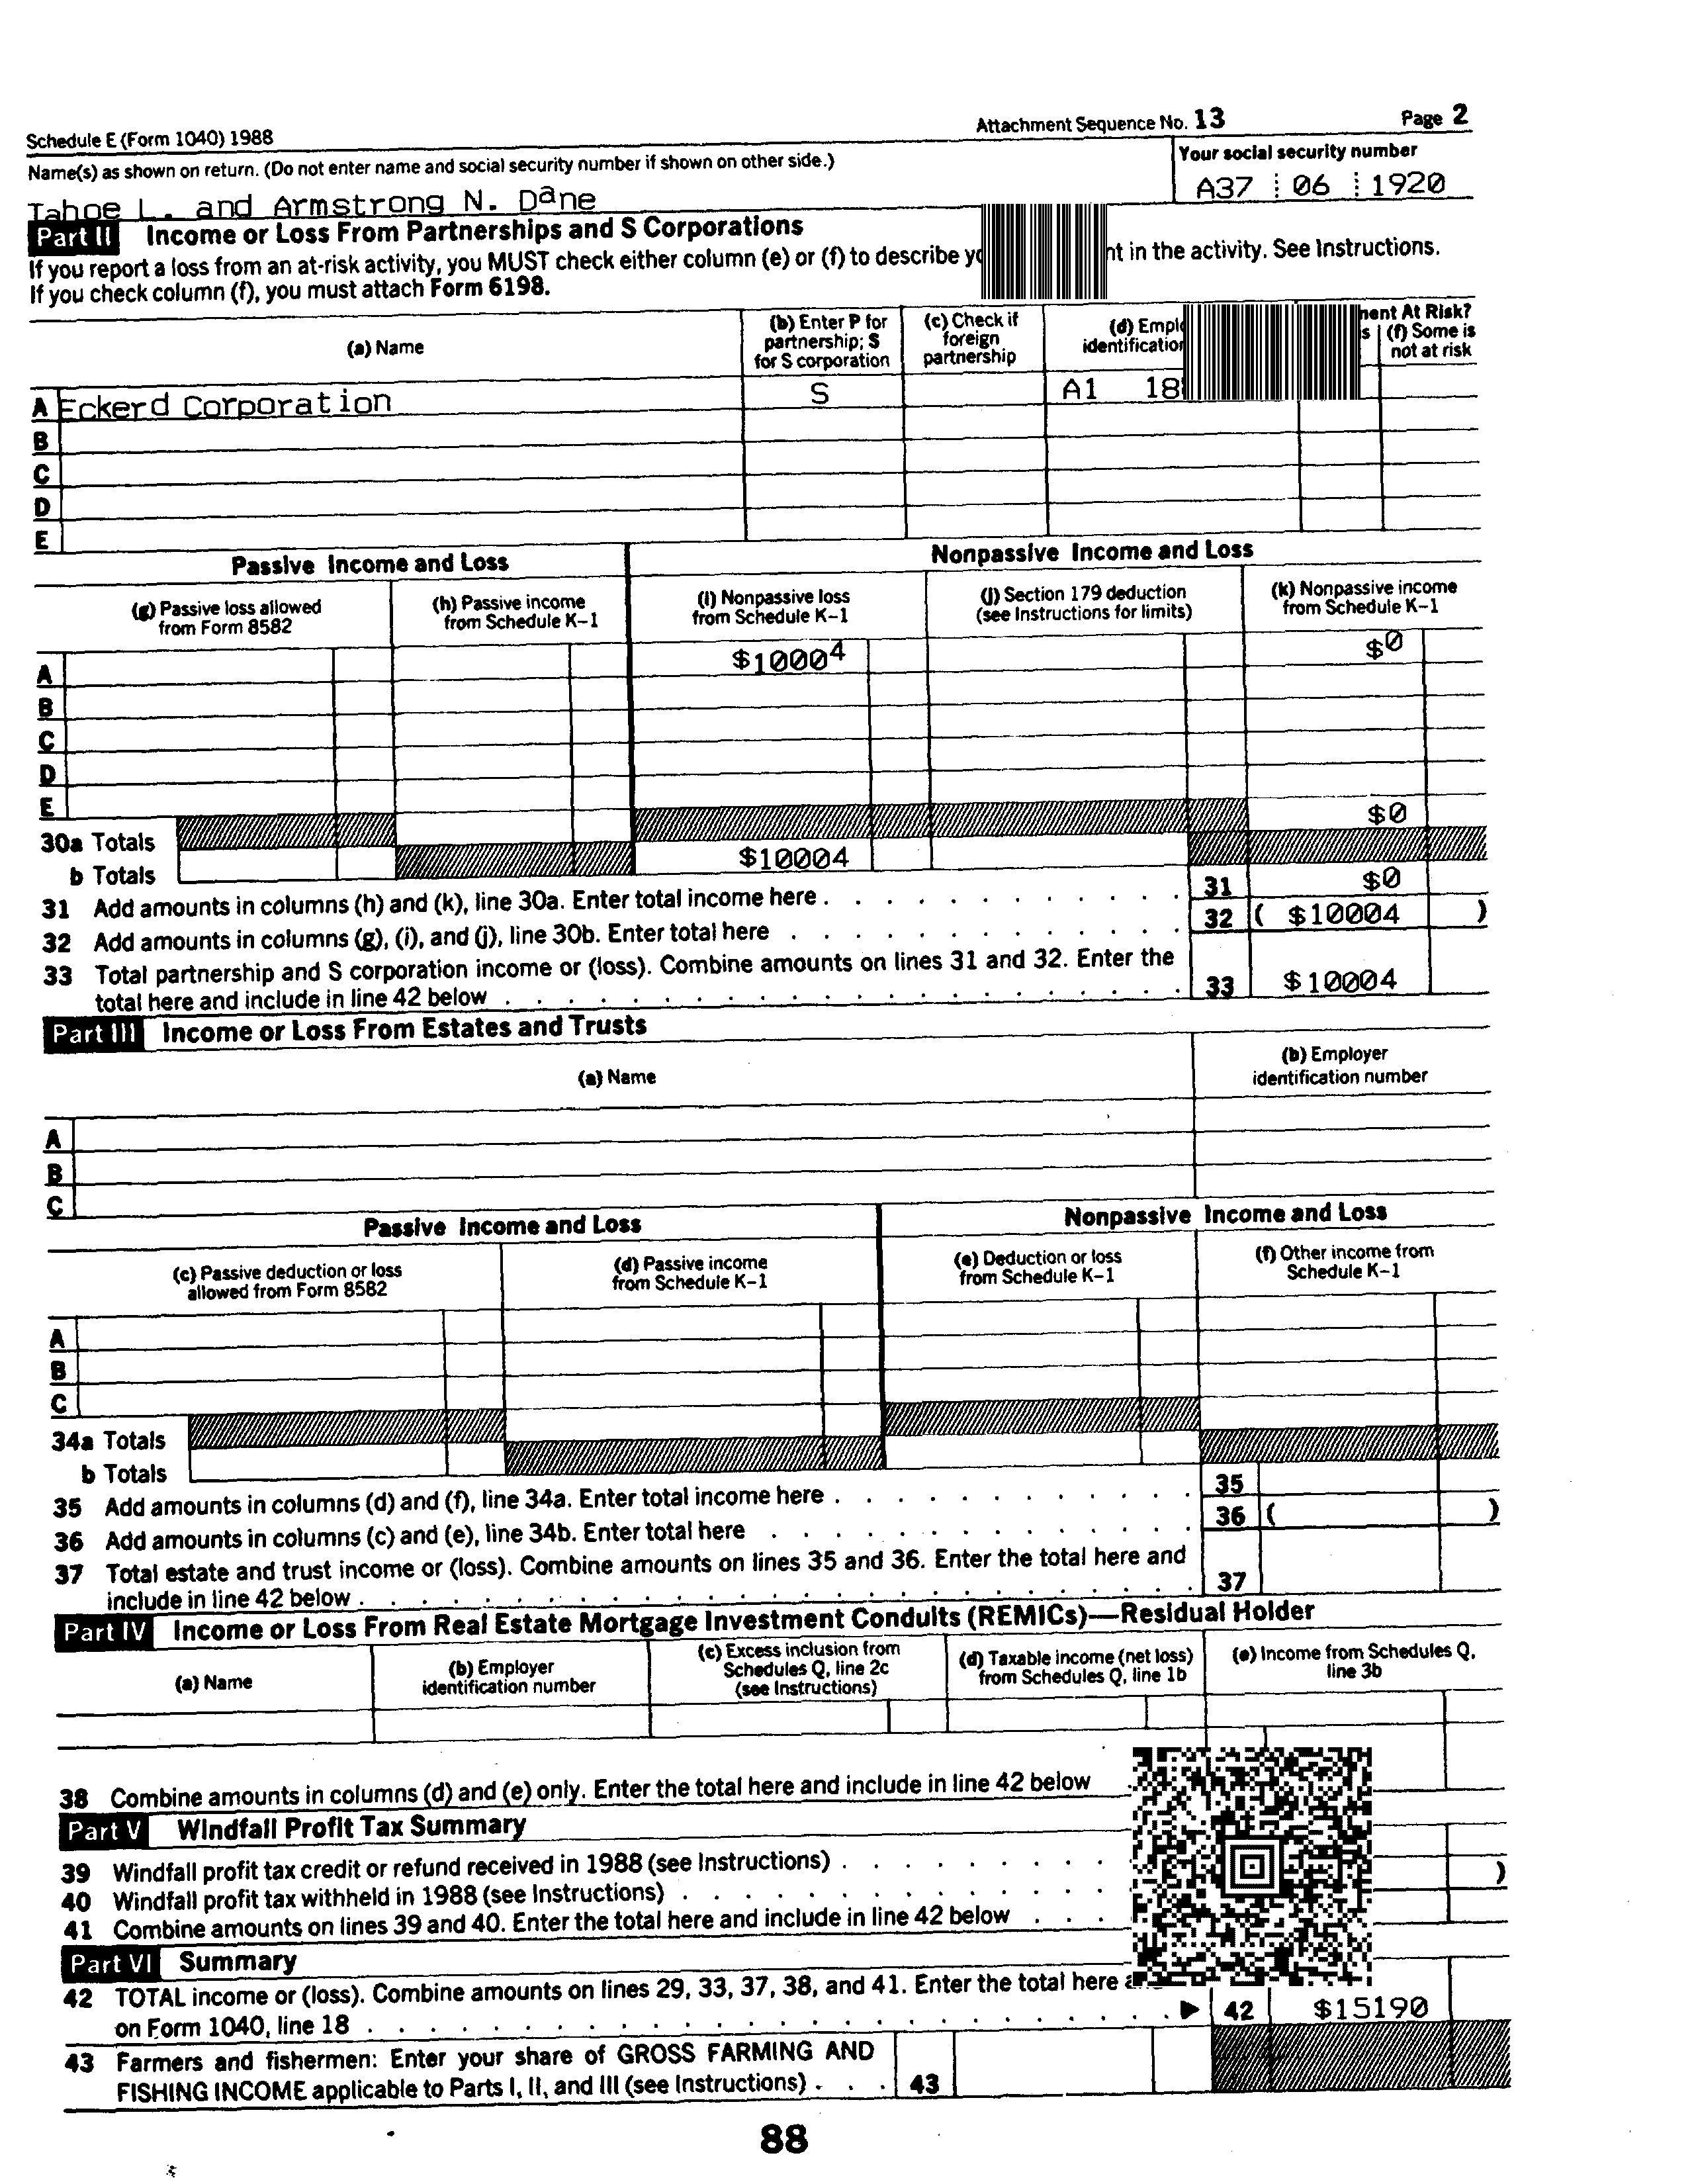 Schedule E (Form 1040) 1988 Attachment Sequence No. 13 Page 2
Name(s) as shown on return. (Do not enter name and social security number if shown on other side.) Your social security number
Tahoe L. and Armstrong N. Dane A37 06 1920
Part II Income or Loss From Partnerships and S Corporations
If you report a loss from an at-risk activity, you MUST check either column (e) or (f) to describe in the activity. See Instructions.
If you check column (f), you must attach Form 6198.
(a) Name
(b) Enter P for partnership; S for S corporation
(c) Check if foreign partnership
(d)
At Risk?
(f) Some is not at risk
A Eckerd Corporation S A1
B
C
D
E
Passive Income and Loss Nonpassive Income and Loss
(g) Passive loss allowed from Form 8582
(h) Passive income from Schedule K–1
(i) Nonpassive loss from Schedule K–1
(j) Section 179 deduction (see Instructions for limits)
(k) Nonpassive income from Schedule K–1
A $10004 $0
B
C
D
E
30a Totals $0
b Totals $10004
31 Add amounts in columns (h) and (k), line 30a. Enter total income here . . . 31 $0
32 Add amounts in columns (g), (i), and (j), line 30b. Enter total here . . . 32 ( $10004 )
33 Total partnership and S corporation income or (loss). Combine amounts on lines 31 and 32. Enter the
total here and include in line 42 below . . . 33 $10004
Part III Income or Loss From Estates and Trusts
(a) Name
(b) Employer identification number
A
B
C
Passive Income and Loss Nonpassive Income and Loss
(c) Passive deduction or loss allowed from Form 8582
(d) Passive income from Schedule K–1
(e) Deduction or loss from Schedule K–1
(f) Other income from Schedule K–1
A
B
C
34a Totals
b Totals
35 Add amounts in columns (d) and (f), line 34a. Enter total income here . . . 35
36 Add amounts in columns (c) and (e), line 34b. Enter total here . . . 36 ( )
37 Total estate and trust income or (loss). Combine amounts on lines 35 and 36. Enter the total here and
include in line 42 below . . . 37
Part IV Income or Loss From Real Estate Mortgage Investment Conduits (REMICs)—Residual Holder
(a) Name
(b) Employer identification number
(c) Excess inclusion from Schedules Q, line 2c (see Instructions)
(d) Taxable income (net loss) from Schedules Q, line 1b
(e) Income from Schedules Q, line 3b
38 Combine amounts in columns (d) and (e) only. Enter the total here and include in line 42 below
Part V Windfall Profit Tax Summary
39 Windfall profit tax credit or refund received in 1988 (see Instructions) . . .
40 Windfall profit tax withheld in 1988 (see Instructions) . . . )
41 Combine amounts on lines 39 and 40. Enter the total here and include in line 42 below . . .
Part VI Summary
42 TOTAL income or (loss). Combine amounts on lines 29, 33, 37, 38, and 41. Enter the total here
on Form 1040, line 18 . . . ▶ 42 $15190
43 Farmers and fishermen: Enter your share of GROSS FARMING AND
FISHING INCOME applicable to Parts I, II, and III (see Instructions) . . . 43
88